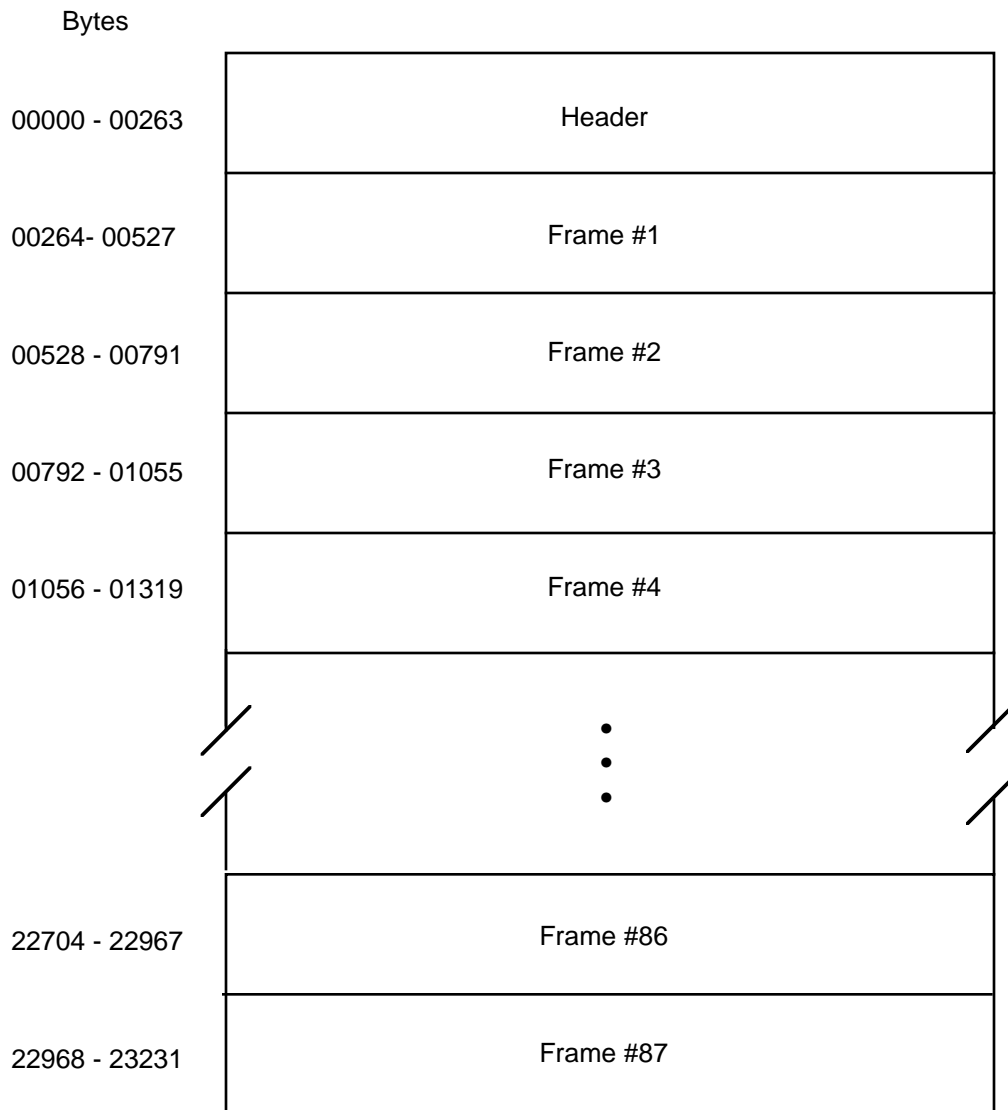 Bytes
00000 - 00263 Header
00264- 00527 Frame #1
00528 - 00791 Frame #2
00792 - 01055 Frame #3
01056 - 01319 Frame #4
22704 - 22967 Frame #86
22968 - 23231 Frame #87